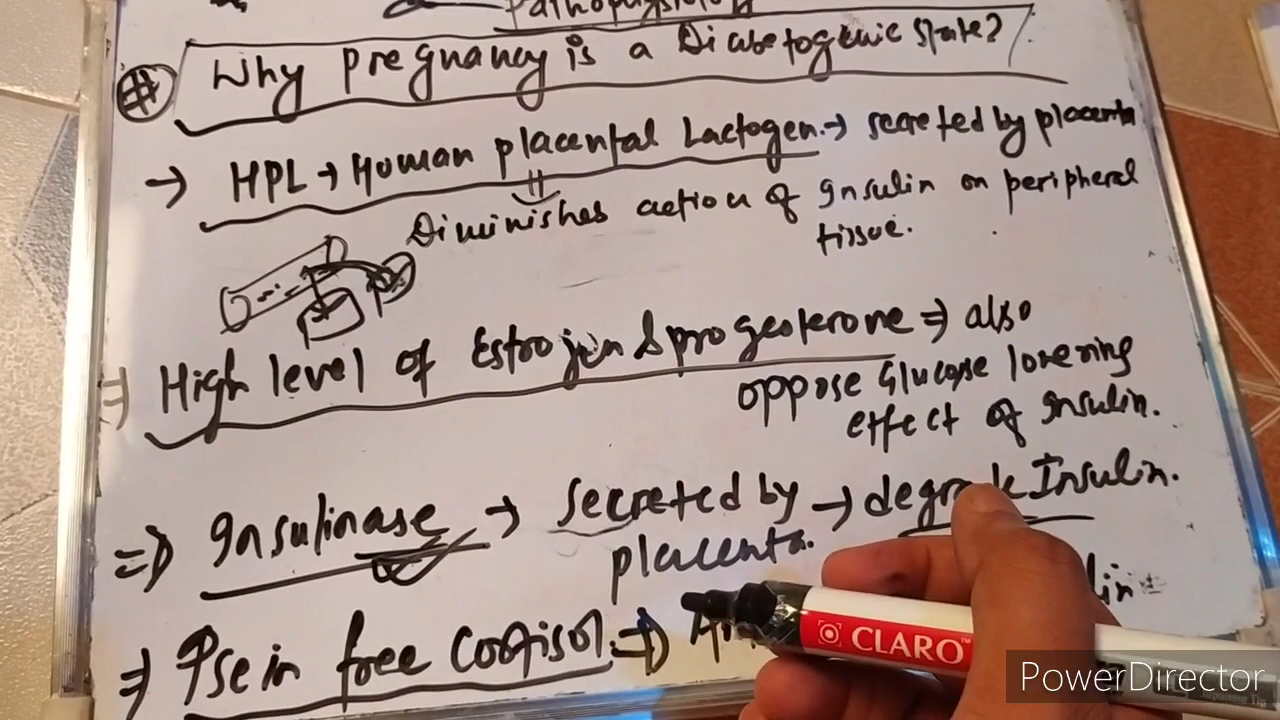 Pathophysiology
Why pregnancy is a Diabetogenic State?
→ HPL → Human placental Lactogen. → secreted by placenta
Diminishes action of Insulin on peripheral
tissue.
⇒ High level of Estrojen & progesterone ⇒ also
oppose Glucose lowering
effect of Insulin.
⇒ Insulinase → secreted by → degrade Insulin.
placenta.
⇒ ↑se in free Cortisol. ⇒
CLARO™
PowerDirector